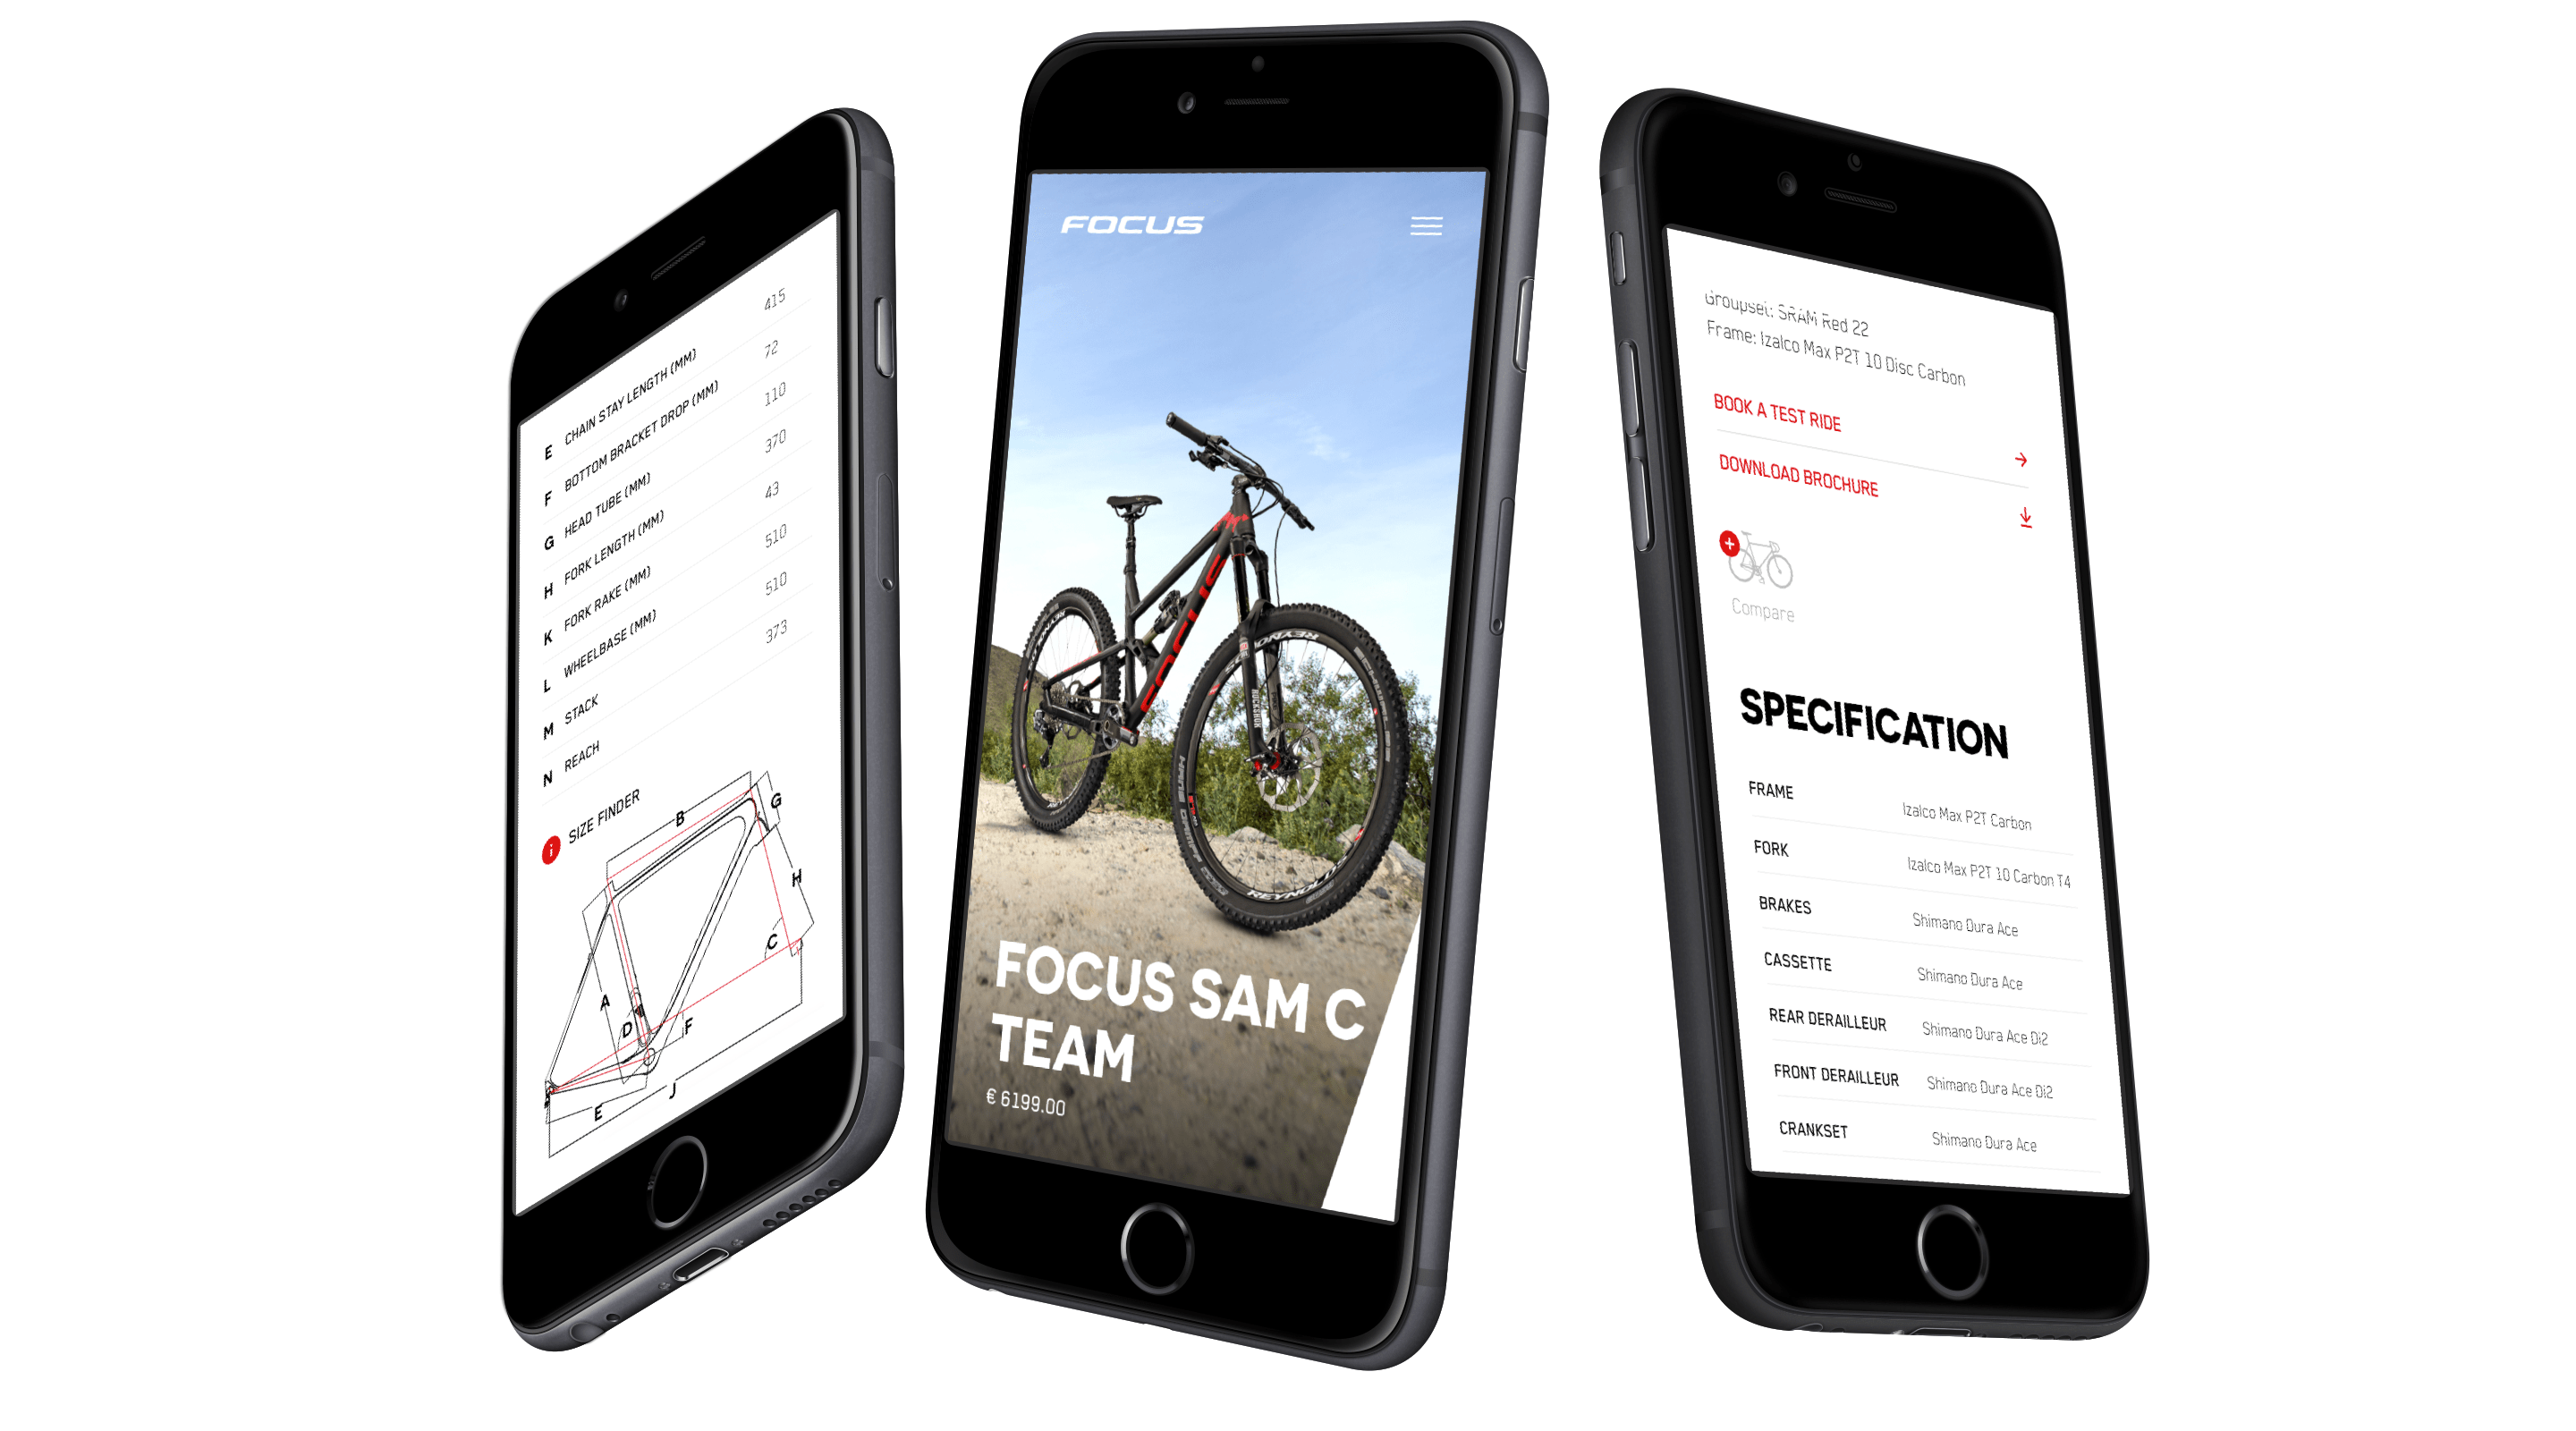 E CHAIN STAY LENGTH (MM) 415
F BOTTOM BRACKET DROP (MM) 72
G HEAD TUBE (MM) 110
H FORK LENGTH (MM) 370
K FORK RAKE (MM) 43
L WHEELBASE (MM) 510
M STACK 510
N REACH 373
i SIZE FINDER
B
G
H
C
A
D
F
E
J
FOCUS
FOCUS
REYNOLDS
ROCKSHOX
REYNOLDS
FOCUS SAM C
TEAM
€ 6199.00
Groupset: SRAM Red 22
Frame: Izalco Max P2T 10 Disc Carbon
BOOK A TEST RIDE
DOWNLOAD BROCHURE
Compare
SPECIFICATION
FRAME Izalco Max P2T Carbon
FORK Izalco Max P2T 10 Carbon T4
BRAKES Shimano Dura Ace
CASSETTE Shimano Dura Ace
REAR DERAILLEUR Shimano Dura Ace Di2
FRONT DERAILLEUR Shimano Dura Ace Di2
CRANKSET Shimano Dura Ace